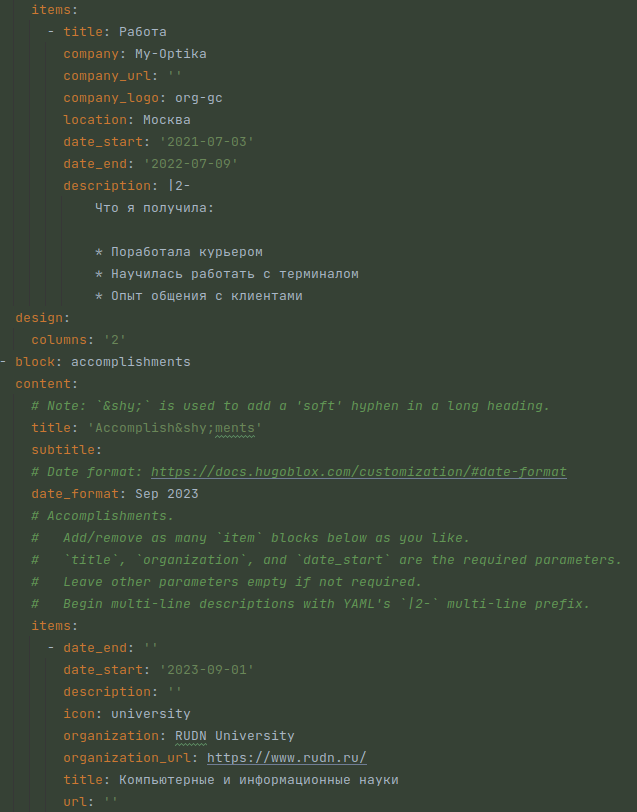 items:
- title: Работа
company: My-Optika
company_url: ''
company_logo: org-gc
location: Москва
date_start: '2021-07-03'
date_end: '2022-07-09'
description: |2-
Что я получила:
* Поработала курьером
* Научилась работать с терминалом
* Опыт общения с клиентами
design:
columns: '2'
- block: accomplishments
content:
# Note: `&shy;` is used to add a 'soft' hyphen in a long heading.
title: 'Accomplish&shy;ments'
subtitle:
# Date format: https://docs.hugoblox.com/customization/#date-format
date_format: Sep 2023
# Accomplishments.
#   Add/remove as many `item` blocks below as you like.
#   `title`, `organization`, and `date_start` are the required parameters.
#   Leave other parameters empty if not required.
#   Begin multi-line descriptions with YAML's `|2-` multi-line prefix.
items:
- date_end: ''
date_start: '2023-09-01'
description: ''
icon: university
organization: RUDN University
organization_url: https://www.rudn.ru/
title: Компьютерные и информационные науки
url: ''